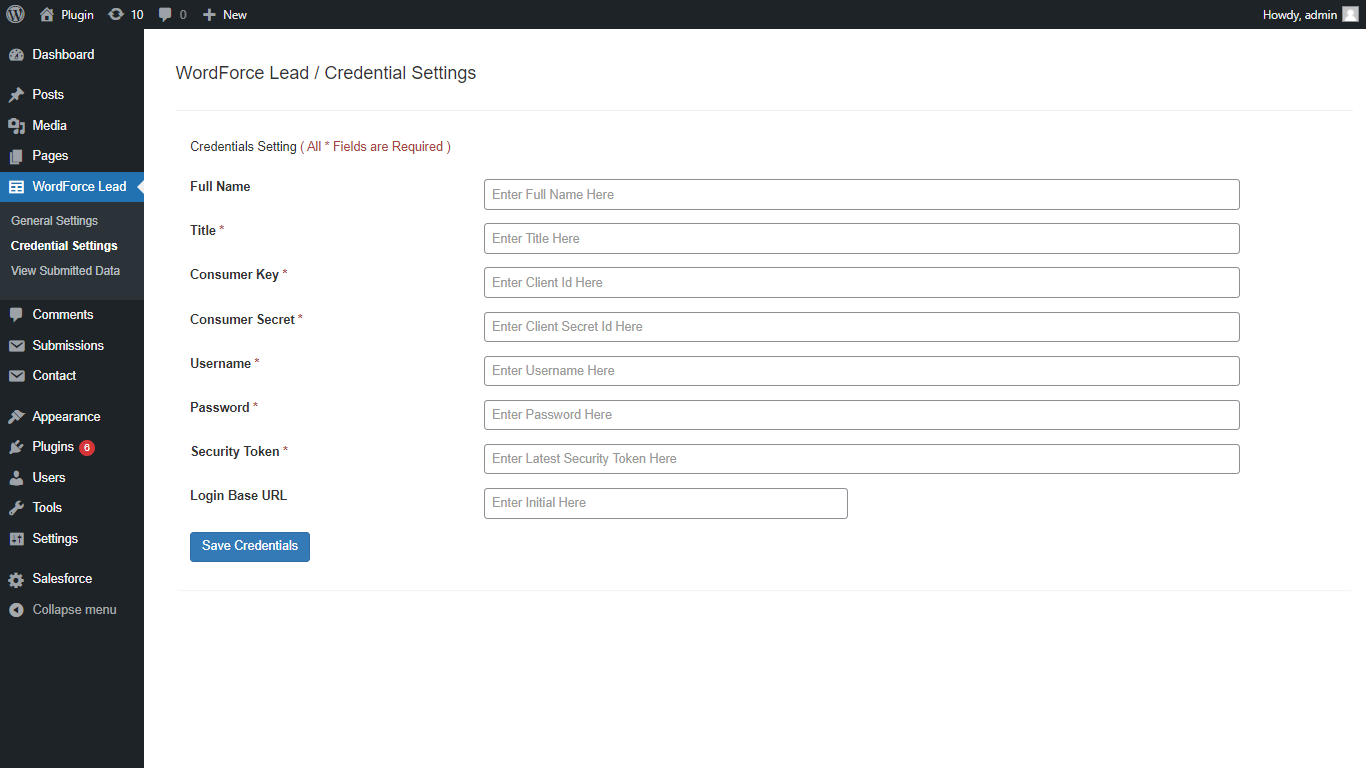 Plugin 10 0 New Howdy, admin
Dashboard
Posts
Media
Pages
WordForce Lead
General Settings
Credential Settings
View Submitted Data
Comments
Submissions
Contact
Appearance
Plugins 6
Users
Tools
Settings
Salesforce
Collapse menu
WordForce Lead / Credential Settings
Credentials Setting ( All * Fields are Required )
Full Name Enter Full Name Here
Title * Enter Title Here
Consumer Key * Enter Client Id Here
Consumer Secret * Enter Client Secret Id Here
Username * Enter Username Here
Password * Enter Password Here
Security Token * Enter Latest Security Token Here
Login Base URL Enter Initial Here
Save Credentials